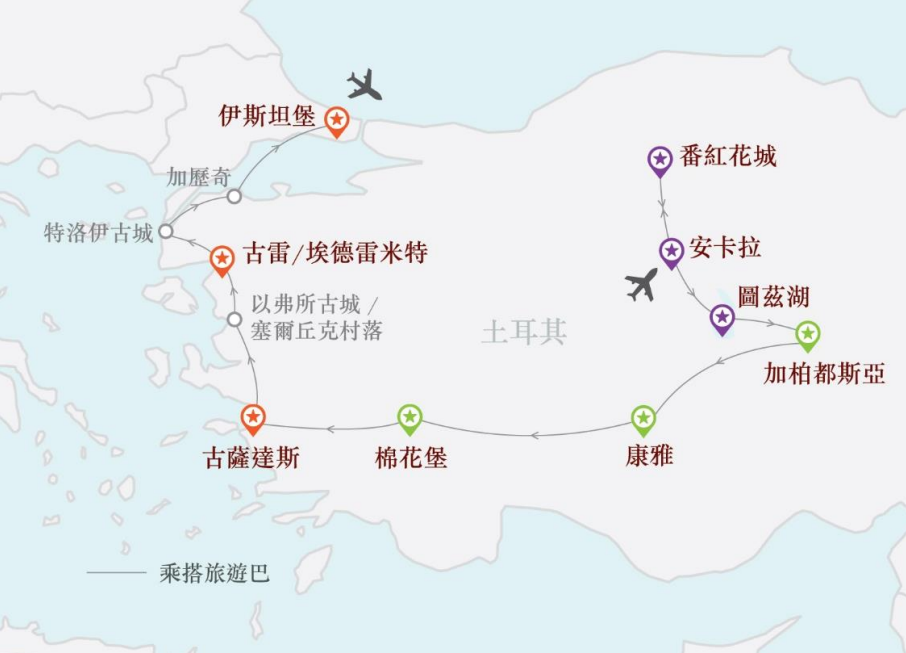 伊斯坦堡
番紅花城
加壓奇
特洛伊古城
安卡拉
古雷/埃德雷米特
圖茲湖
以弗所古城 /
塞爾丘克村落
土耳其
加柏都斯亞
古薩達斯
棉花堡
康雅
乘搭旅遊巴